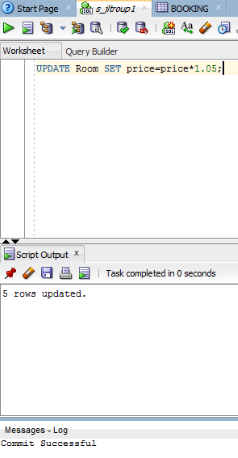 Start Page × s_jltroup1 × BOOKING ×
Worksheet Query Builder
UPDATE Room SET price=price*1.05;
Script Output ×
Task completed in 0 seconds
5 rows updated.
Messages - Log
Commit Successful